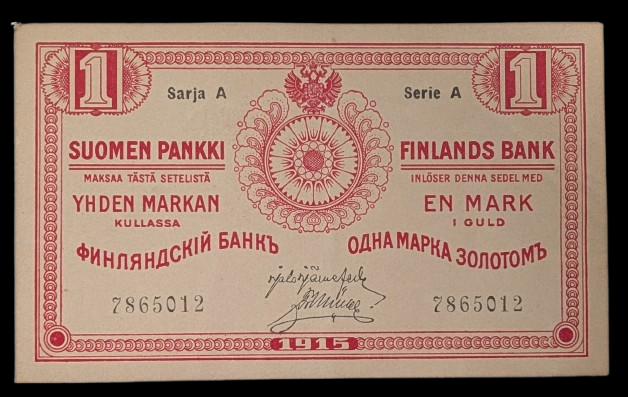 1 1
Sarja A Serie A
SUOMEN PANKKI FINLANDS BANK
MAKSAA TÄSTÄ SETELISTÄ INLÖSER DENNA SEDEL MED
YHDEN MARKAN EN MARK
KULLASSA I GULD
ФИНЛЯНДСКІЙ БАНКЪ ОДНА МАРКА ЗОЛОТОМЪ
7865012 7865012
1915